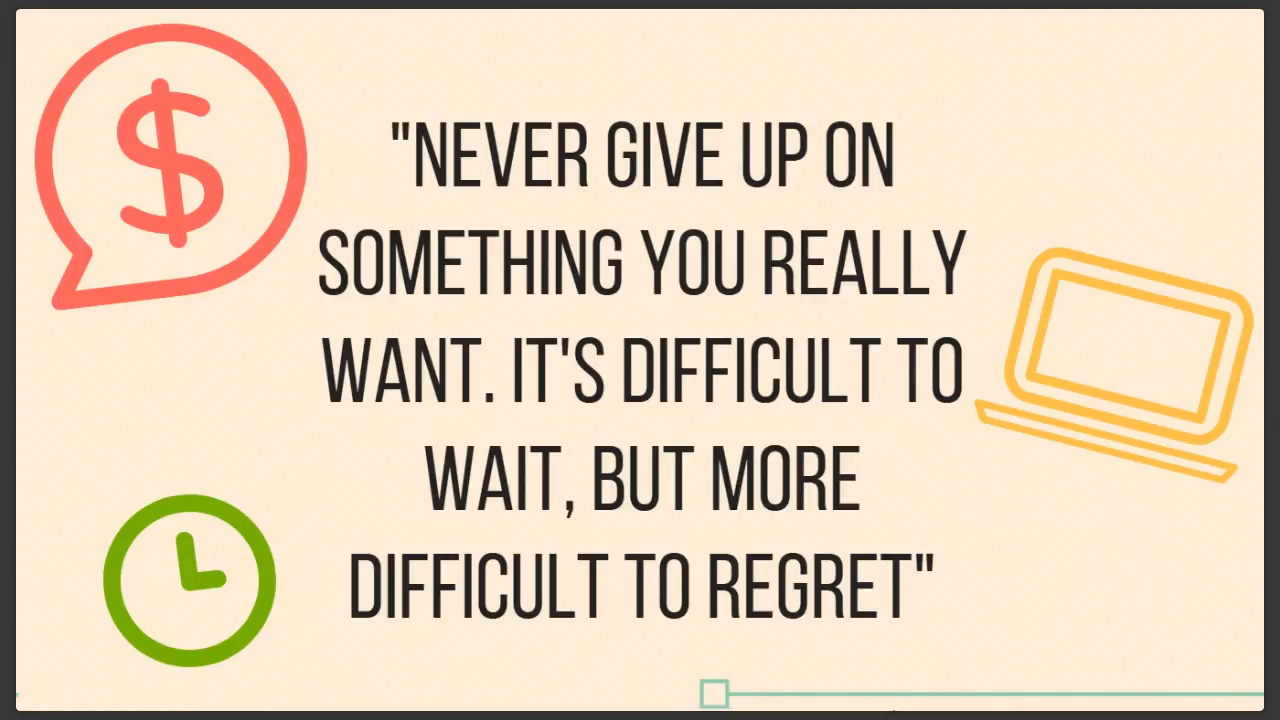 "NEVER GIVE UP ON
SOMETHING YOU REALLY
WANT. IT'S DIFFICULT TO
WAIT, BUT MORE
DIFFICULT TO REGRET"